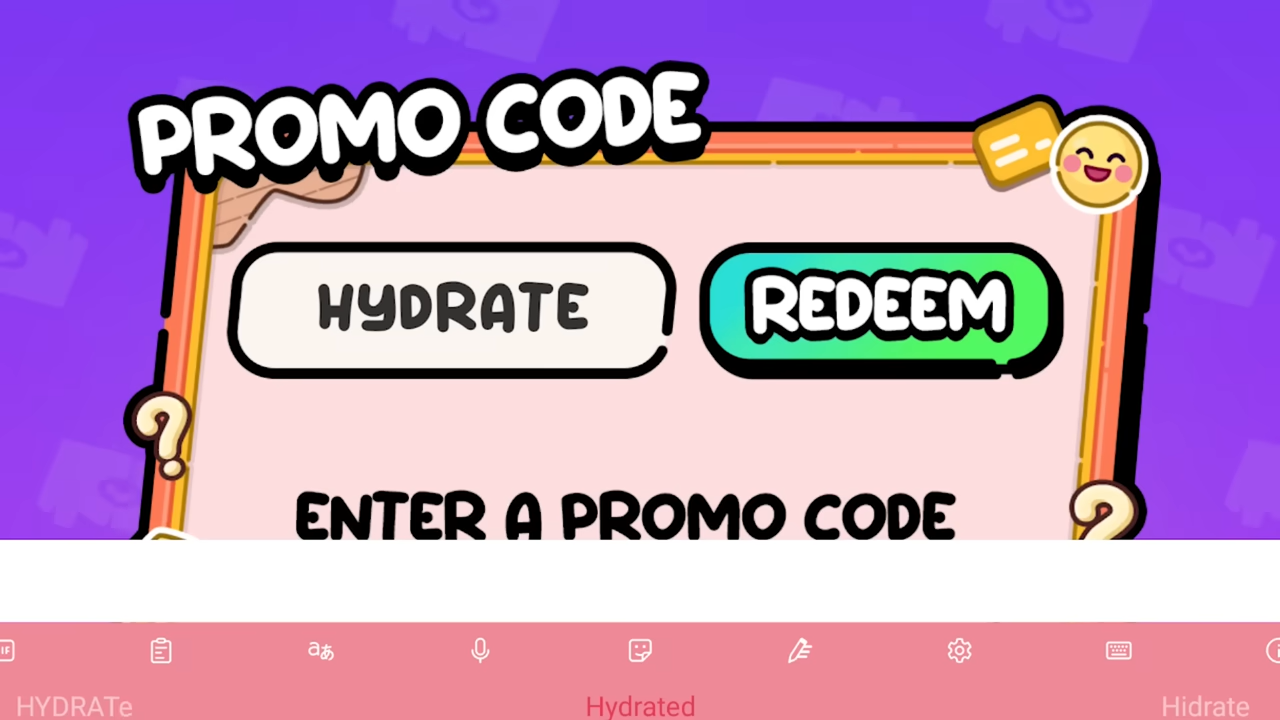 PROMO CODE
HYDRATE
REDEEM
ENTER A PROMO CODE
HYDRATe
Hydrated
Hidrate